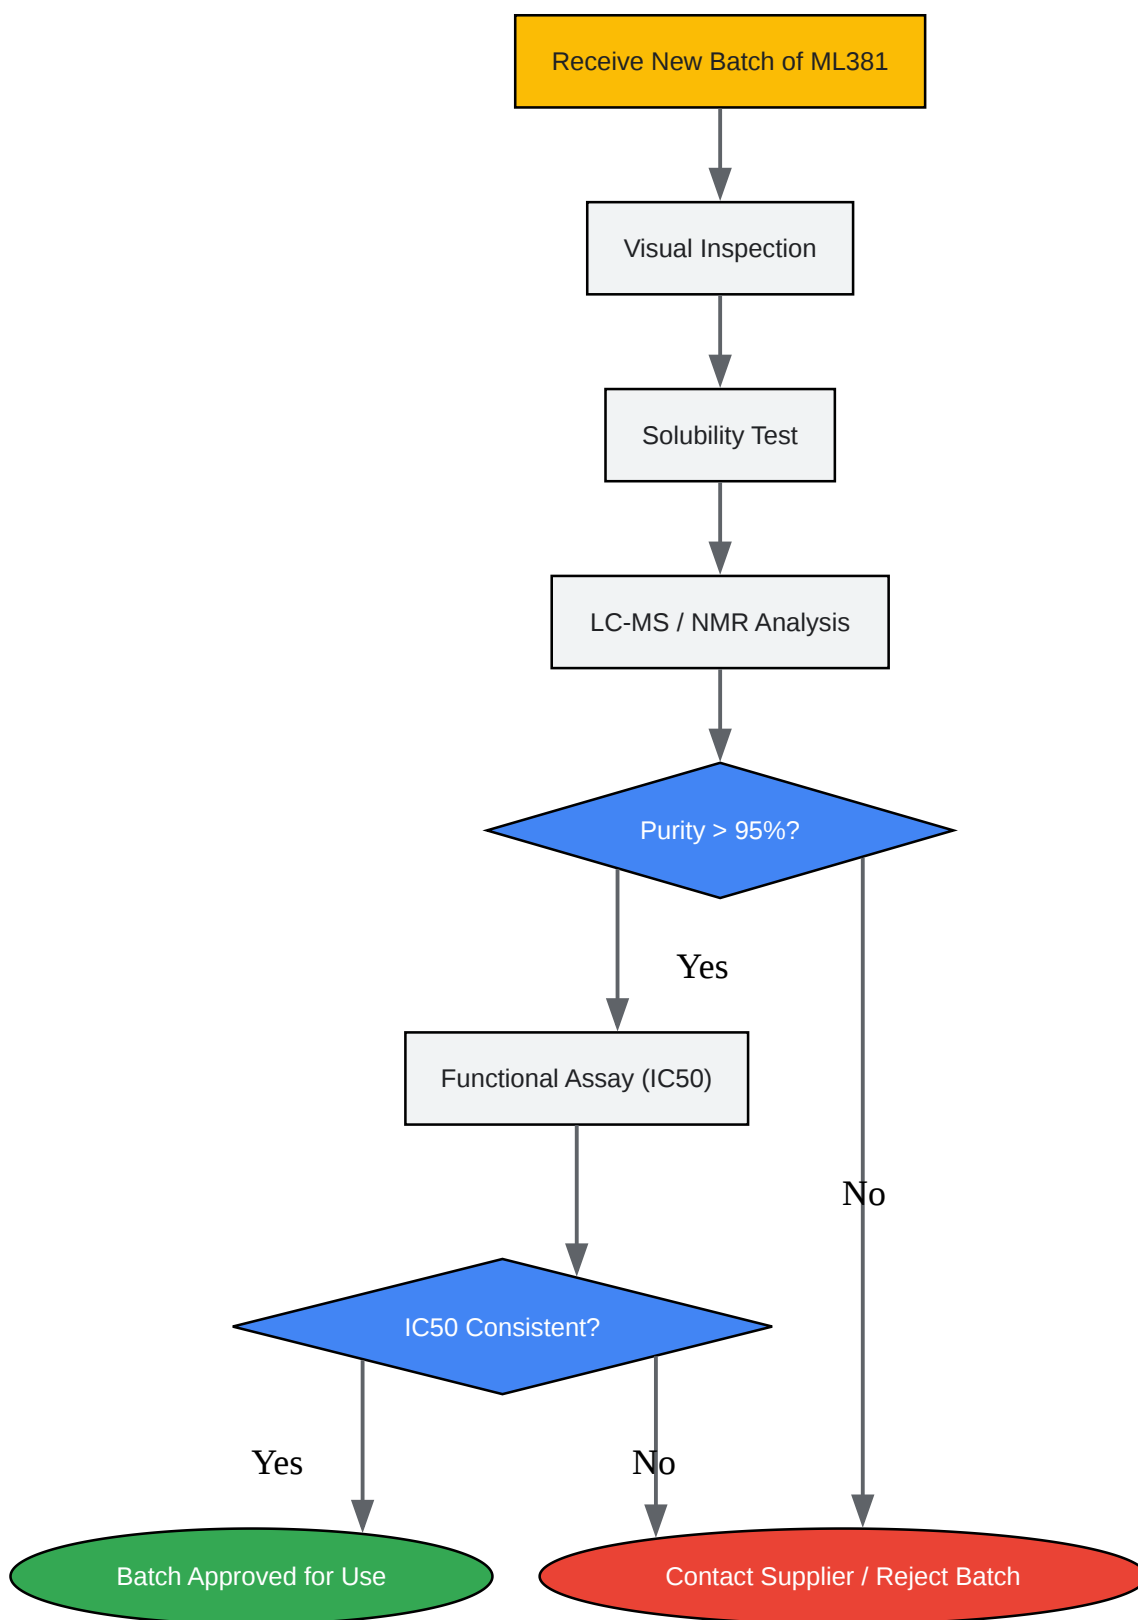 Receive New Batch of ML381
Visual Inspection
Solubility Test
LC-MS / NMR Analysis
Purity > 95%?
Yes
Functional Assay (IC50)
No
IC50 Consistent?
Yes
No
Batch Approved for Use
Contact Supplier / Reject Batch